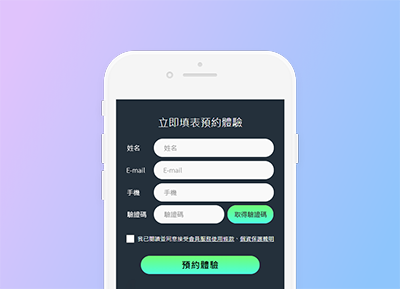 立即填表預約體驗
姓名 姓名
E-mail E-mail
手機 手機
驗證碼 驗證碼 取得驗證碼
我已閱讀並同意接受會員服務使用條款、個資保護聲明
預約體驗